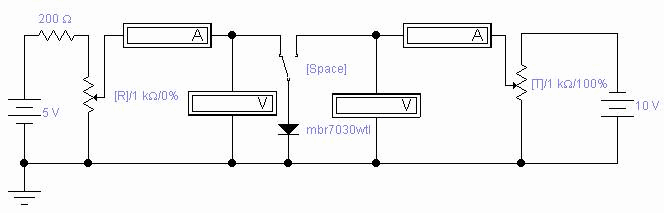 200 Ω
A
A
[Space]
[R]/1 kΩ/0%
[T]/1 kΩ/100%
V
V
5 V
10 V
mbr7030wtl